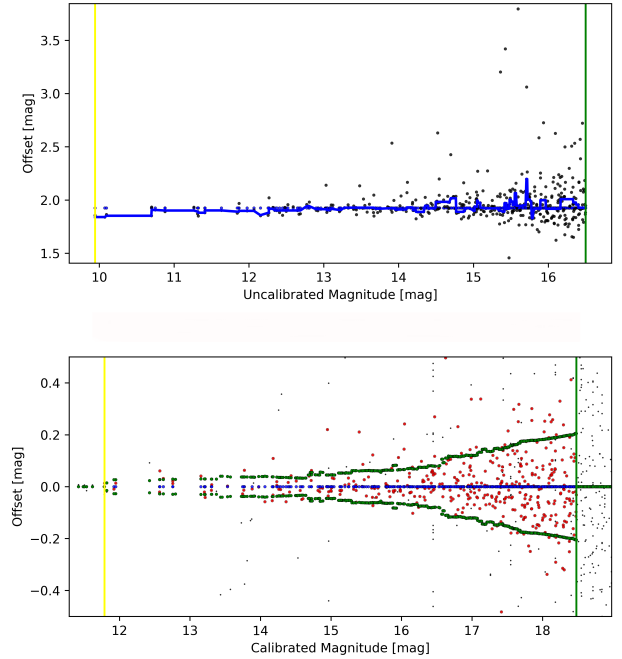 3.5
3.0
2.5
2.0
1.5
Offset [mag]
10 11 12 13 14 15 16
Uncalibrated Magnitude [mag]
0.4
0.2
0.0
−0.2
−0.4
Offset [mag]
12 13 14 15 16 17 18
Calibrated Magnitude [mag]